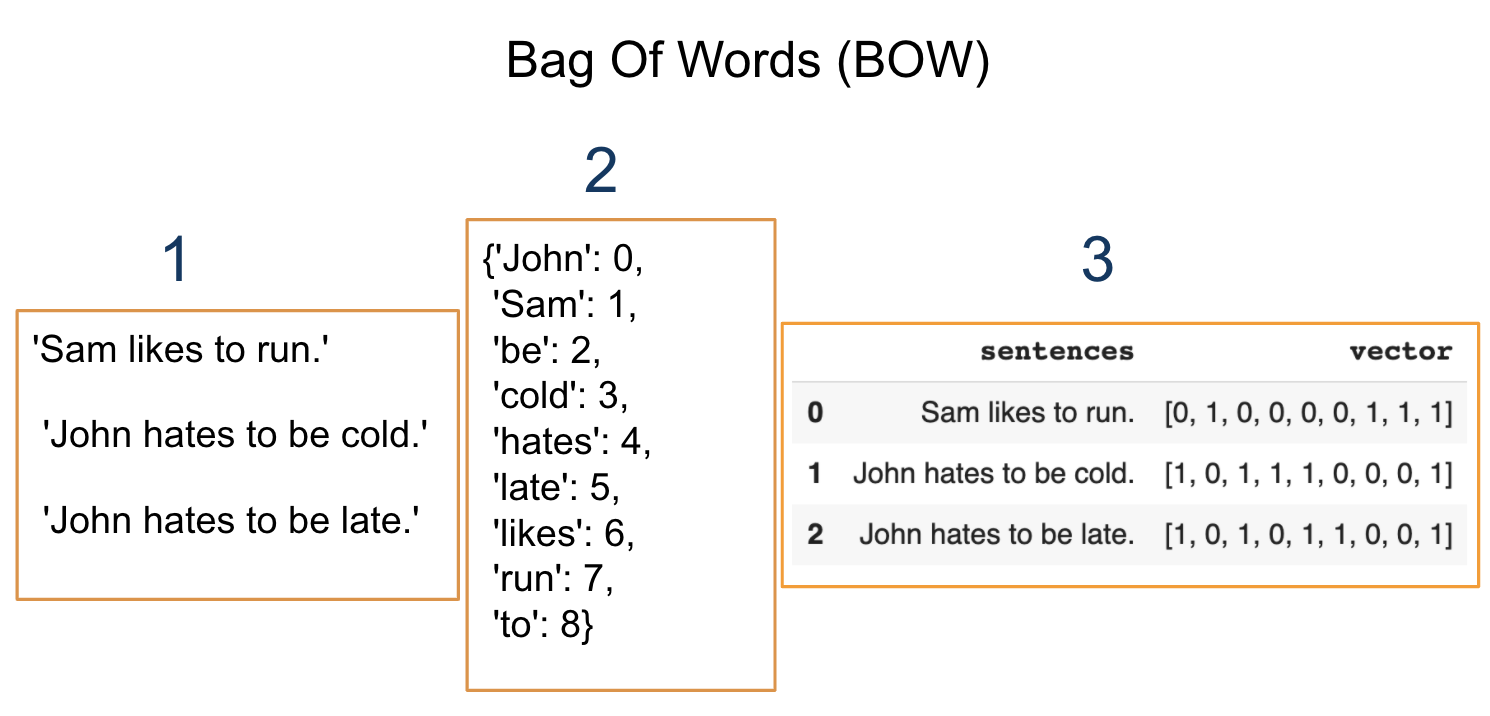 Bag Of Words (BOW)
1
'Sam likes to run.'
'John hates to be cold.'
'John hates to be late.'
2
{'John': 0,
'Sam': 1,
'be': 2,
'cold': 3,
'hates': 4,
'late': 5,
'likes': 6,
'run': 7,
'to': 8}
3
sentences vector
0 Sam likes to run. [0, 1, 0, 0, 0, 0, 1, 1, 1]
1 John hates to be cold. [1, 0, 1, 1, 1, 0, 0, 0, 1]
2 John hates to be late. [1, 0, 1, 0, 1, 1, 0, 0, 1]